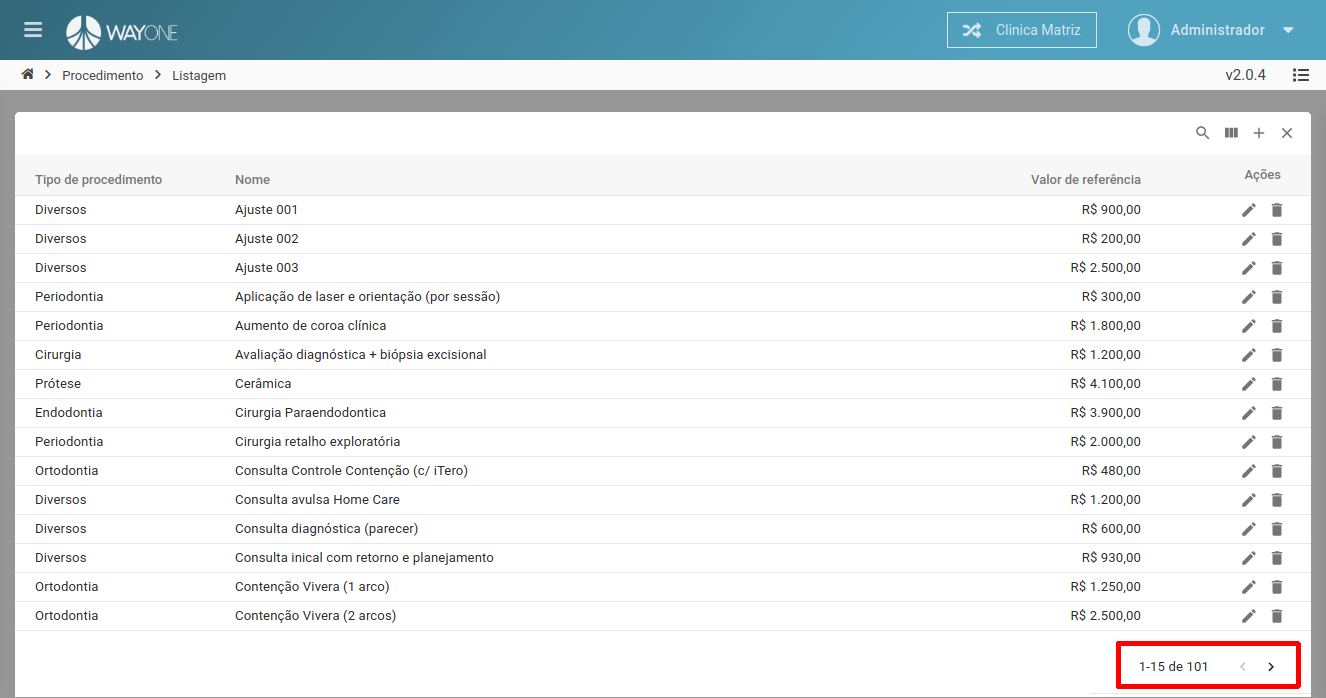 WAYONE
Clinica Matriz
Administrador
Procedimento
Listagem
v2.0.4
Tipo de procedimento Nome Valor de referência Ações
Diversos Ajuste 001 R$ 900,00
Diversos Ajuste 002 R$ 200,00
Diversos Ajuste 003 R$ 2.500,00
Periodontia Aplicação de laser e orientação (por sessão) R$ 300,00
Periodontia Aumento de coroa clínica R$ 1.800,00
Cirurgia Avaliação diagnóstica + biópsia excisional R$ 1.200,00
Prótese Cerâmica R$ 4.100,00
Endodontia Cirurgia Paraendodontica R$ 3.900,00
Periodontia Cirurgia retalho exploratória R$ 2.000,00
Ortodontia Consulta Controle Contenção (c/ iTero) R$ 480,00
Diversos Consulta avulsa Home Care R$ 1.200,00
Diversos Consulta diagnóstica (parecer) R$ 600,00
Diversos Consulta inical com retorno e planejamento R$ 930,00
Ortodontia Contenção Vivera (1 arco) R$ 1.250,00
Ortodontia Contenção Vivera (2 arcos) R$ 2.500,00
1-15 de 101